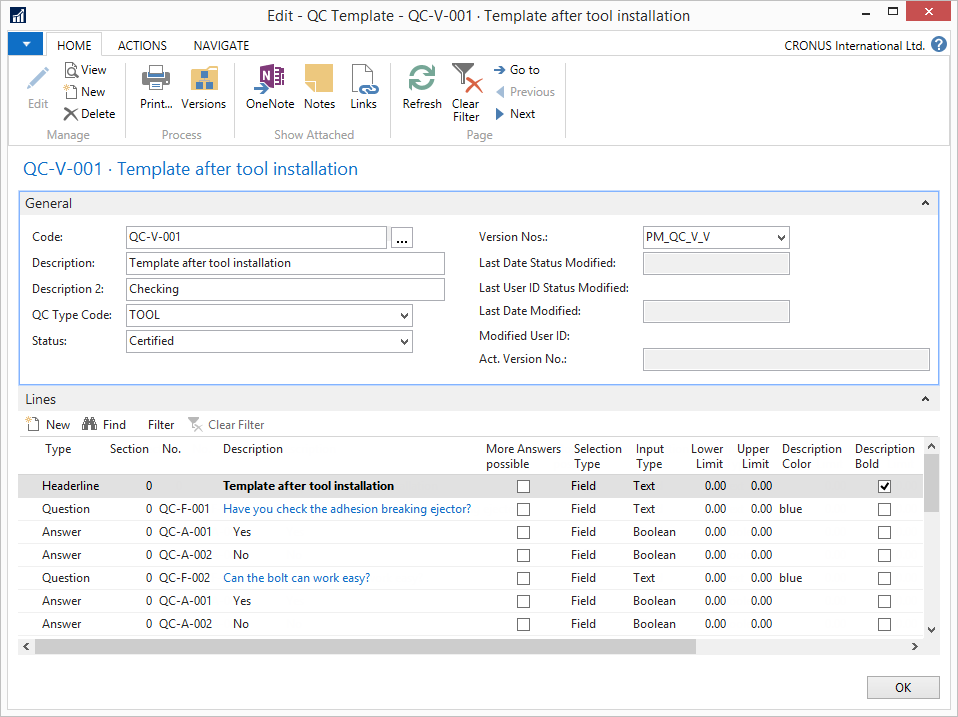 Edit - QC Template - QC-V-001 · Template after tool installation
HOME ACTIONS NAVIGATE CRONUS International Ltd. ?
Edit View New Delete Print... Versions OneNote Notes Links Refresh Clear Filter Go to Previous Next
Manage Process Show Attached Page
QC-V-001 · Template after tool installation
General
Code: QC-V-001 ... Version Nos.: PM_QC_V_V
Description: Template after tool installation Last Date Status Modified:
Description 2: Checking Last User ID Status Modified:
QC Type Code: TOOL Last Date Modified:
Status: Certified Modified User ID:
Act. Version No.:
Lines
New Find Filter Clear Filter
Type Section No. Description More Answers possible Selection Type Input Type Lower Limit Upper Limit Description Color Description Bold
Headerline 0 Template after tool installation Field Text 0.00 0.00
Question 0 QC-F-001 Have you check the adhesion breaking ejector? Field Text 0.00 0.00 blue
Answer 0 QC-A-001 Yes Field Boolean 0.00 0.00
Answer 0 QC-A-002 No Field Boolean 0.00 0.00
Question 0 QC-F-002 Can the bolt can work easy? Field Text 0.00 0.00 blue
Answer 0 QC-A-001 Yes Field Boolean 0.00 0.00
Answer 0 QC-A-002 No Field Boolean 0.00 0.00
OK